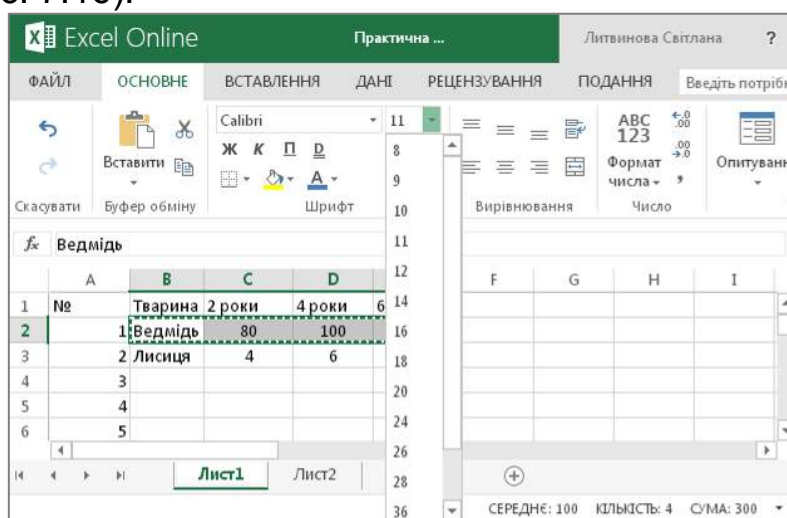 Excel Online Практична ... Литвинова Світлана ?
ФАЙЛ ОСНОВНЕ ВСТАВЛЕННЯ ДАНІ РЕЦЕНЗУВАННЯ ПОДАННЯ Введіть потрібн
Calibri 11 ABC 123 ,00 ,00
Вставити Ж К П D Формат числа Опитуванн
Скасувати Буфер обміну Шрифт Вирівнювання Число
fx Ведмідь
A B C D F G H I
1 № Тварина 2 роки 4 роки 6
2 1 Ведмідь 80 100
3 2 Лисиця 4 6
4 3
5 4
6 5
8
9
10
11
12
14
16
18
20
24
26
28
36
Лист1 Лист2
СЕРЕДНЄ: 100 КІЛЬКІСТЬ: 4 СУМА: 300